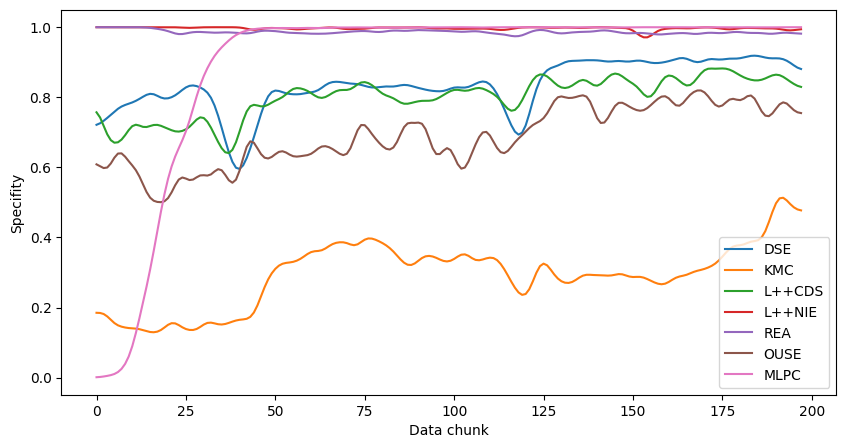 1.0
0.8
0.6
0.4
0.2
0.0
Specifity
0
25
50
75
100
125
150
175
200
Data chunk
DSE
KMC
L++CDS
L++NIE
REA
OUSE
MLPC